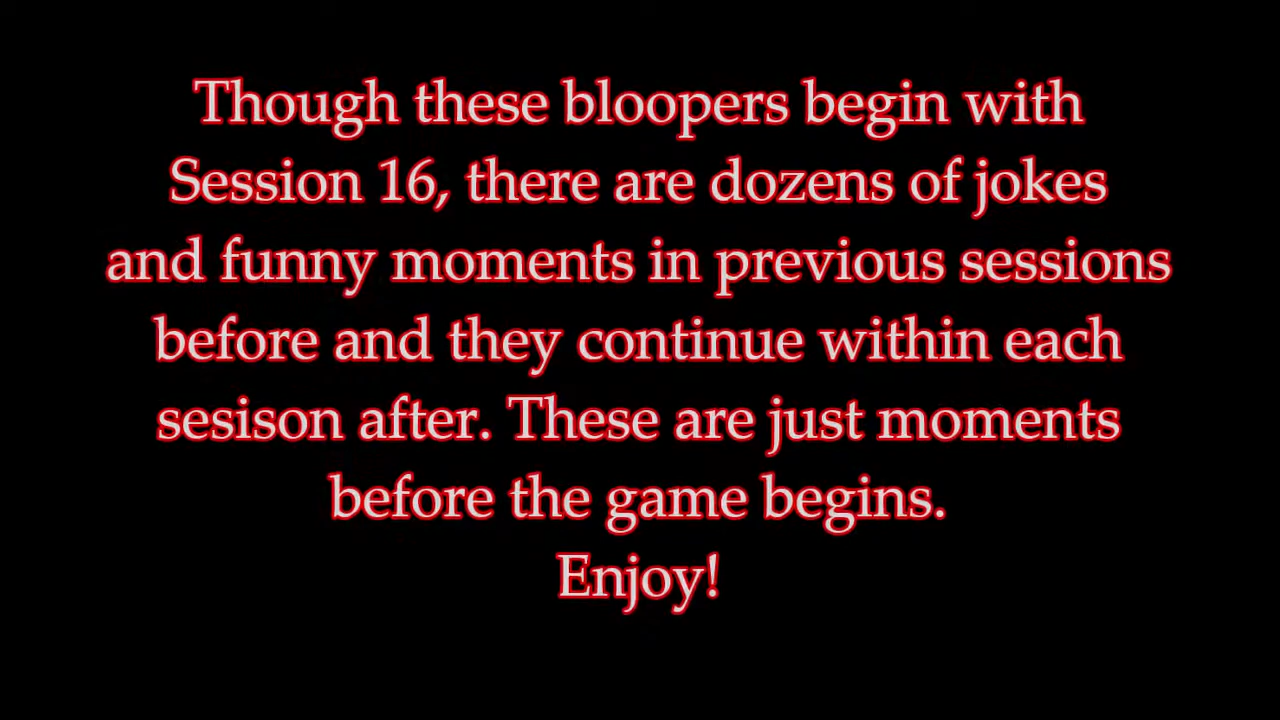 Though these bloopers begin with
Session 16, there are dozens of jokes
and funny moments in previous sessions
before and they continue within each
sesison after. These are just moments
before the game begins.
Enjoy!